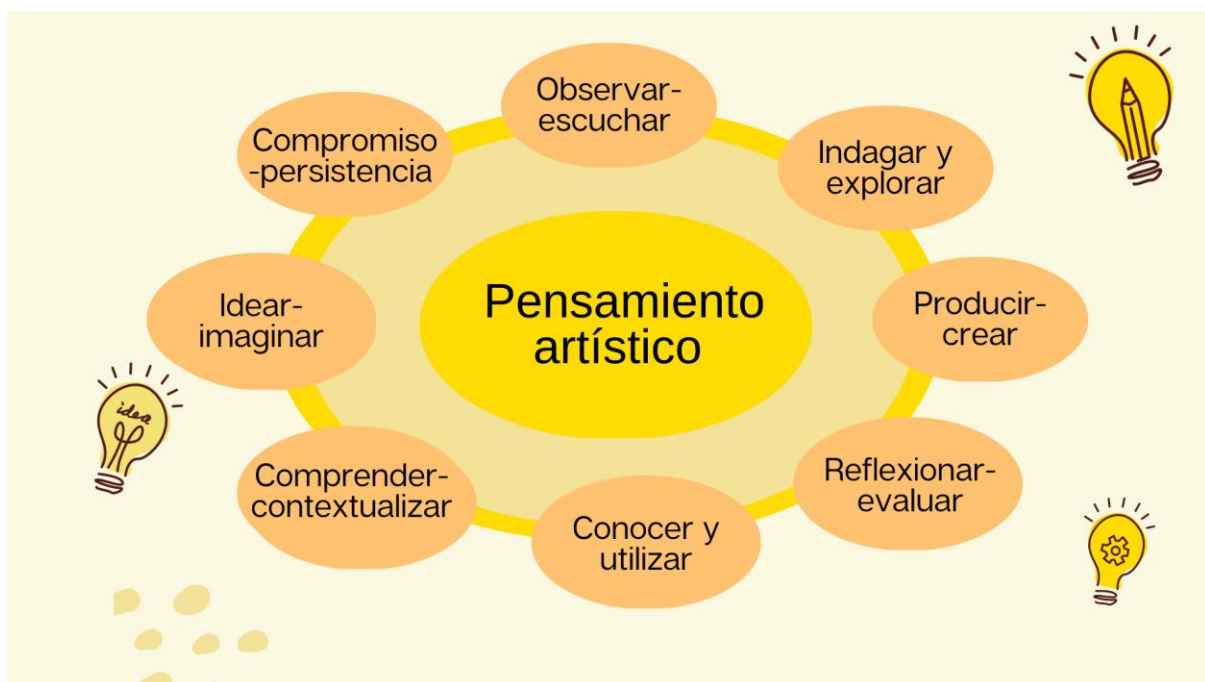 Observar-
escuchar
Compromiso
-persistencia
Indagar y
explorar
Idear-
imaginar
Pensamiento
artístico
Producir-
crear
idea
Comprender-
contextualizar
Reflexionar-
evaluar
Conocer y
utilizar